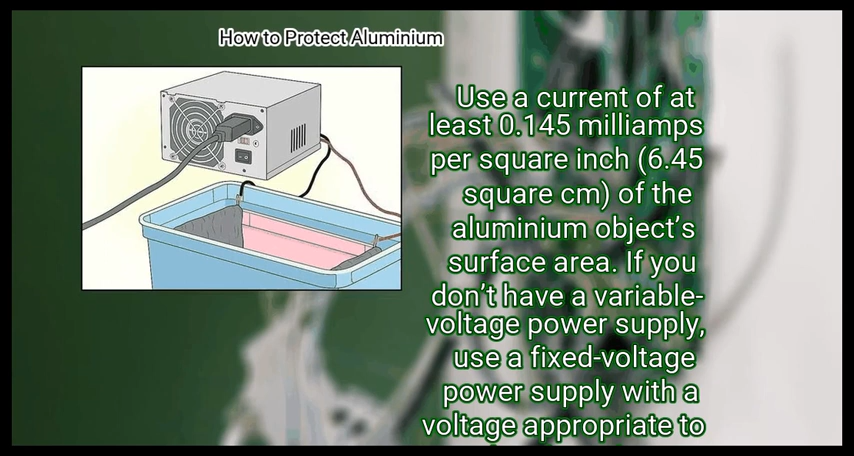 How to Protect Aluminium
Use a current of at
least 0.145 milliamps
per square inch (6.45
square cm) of the
aluminium object’s
surface area. If you
don’t have a variable-
voltage power supply,
use a fixed-voltage
power supply with a
voltage appropriate to